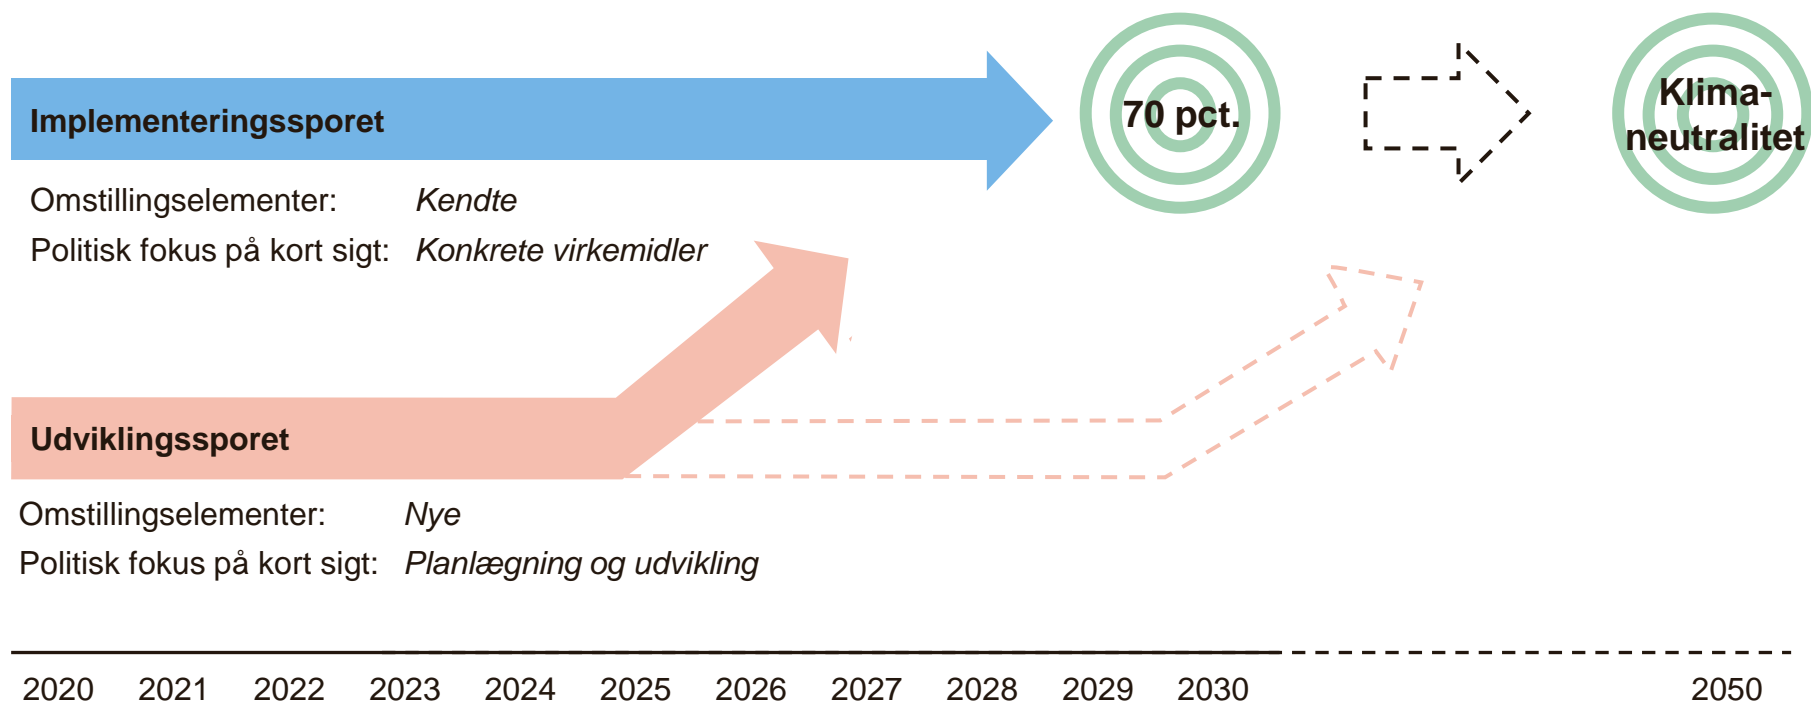 Implementeringssporet
70 pct.
Klima-
neutralitet
Omstillingselementer: Kendte
Politisk fokus på kort sigt: Konkrete virkemidler
Udviklingssporet
Omstillingselementer: Nye
Politisk fokus på kort sigt: Planlægning og udvikling
2020 2021 2022 2023 2024 2025 2026 2027 2028 2029 2030 2050